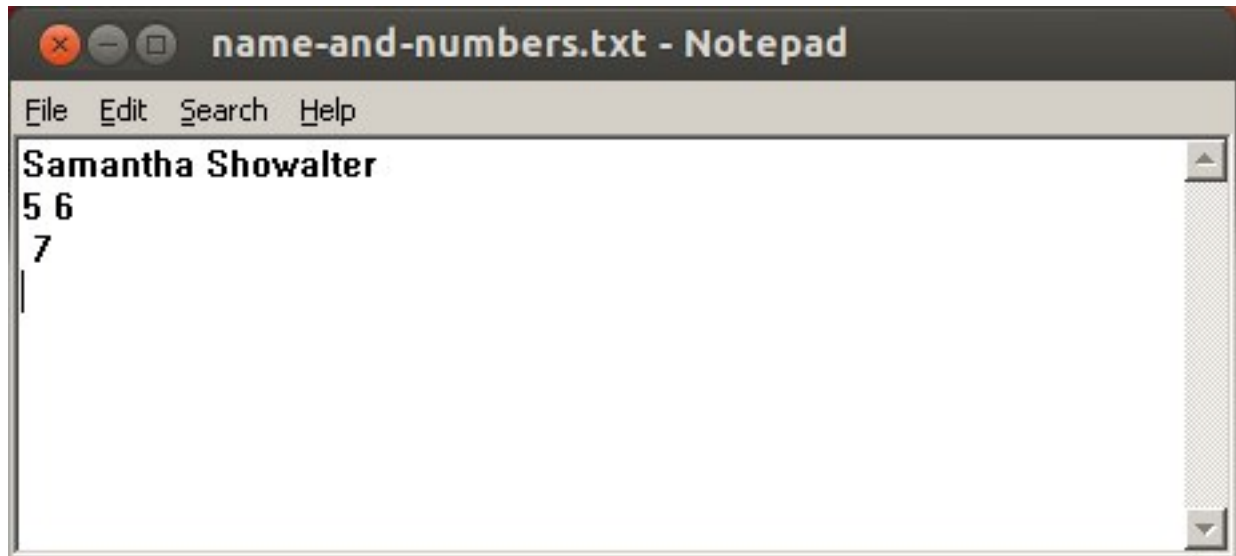 name-and-numbers.txt - Notepad
File Edit Search Help
Samantha Showalter
5 6
 7